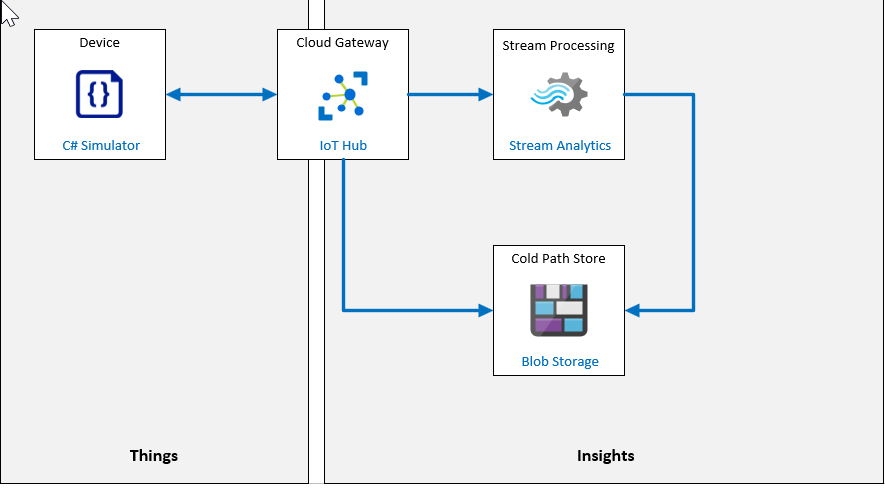 Device
C# Simulator
Cloud Gateway
IoT Hub
Stream Processing
Stream Analytics
Cold Path Store
Blob Storage
Things
Insights